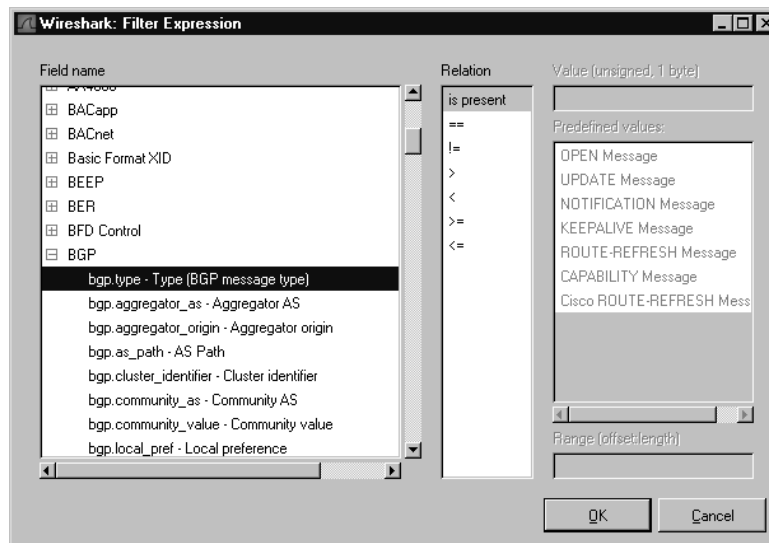 Wireshark: Filter Expression
Field name
BACapp
BACnet
Basic Format XID
BEEP
BER
BFD Control
BGP
bgp.type - Type (BGP message type)
bgp.aggregator_as - Aggregator AS
bgp.aggregator_origin - Aggregator origin
bgp.as_path - AS Path
bgp.cluster_identifier - Cluster identifier
bgp.community_as - Community AS
bgp.community_value - Community value
bgp.local_pref - Local preference
Relation
is present
==
!=
>
<
>=
<=
Value (unsigned, 1 byte)
Predefined values:
OPEN Message
UPDATE Message
NOTIFICATION Message
KEEPALIVE Message
ROUTE-REFRESH Message
CAPABILITY Message
Cisco ROUTE-REFRESH Mess
Range (offset:length)
OK
Cancel